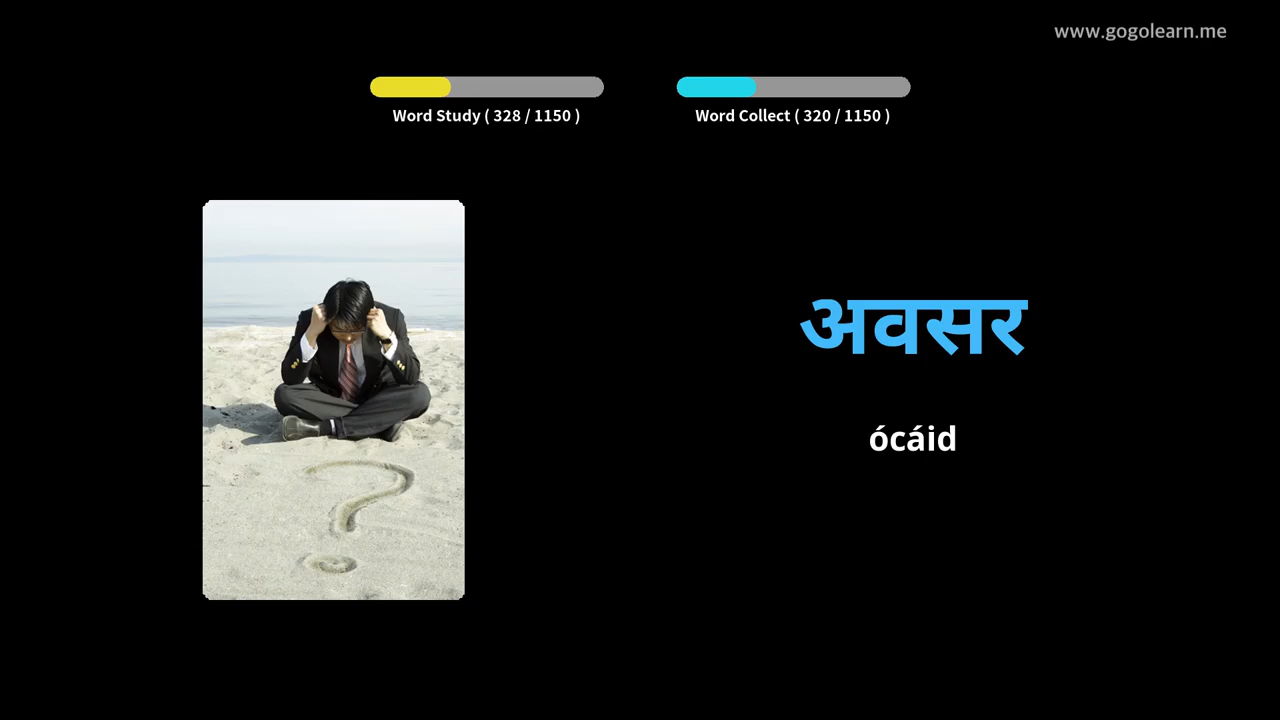 www.gogolearn.me
Word Study ( 328 / 1150 )
Word Collect ( 320 / 1150 )
अवसर
ócáid
?